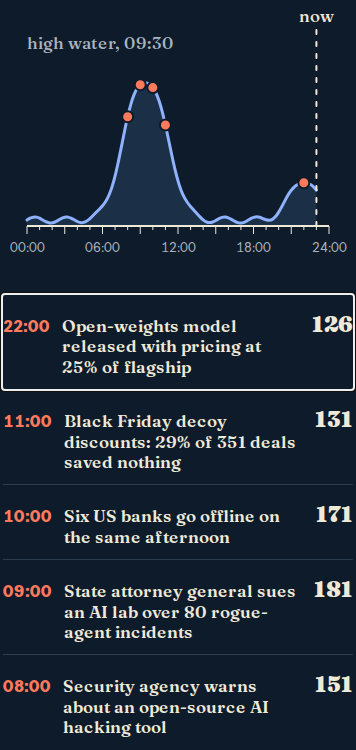 now
high water, 09:30
00:00 06:00 12:00 18:00 24:00
22:00 Open-weights model 126
released with pricing at
25% of flagship
11:00 Black Friday decoy 131
discounts: 29% of 351 deals
saved nothing
10:00 Six US banks go offline on 171
the same afternoon
09:00 State attorney general sues 181
an AI lab over 80 rogue-
agent incidents
08:00 Security agency warns 151
about an open-source AI
hacking tool